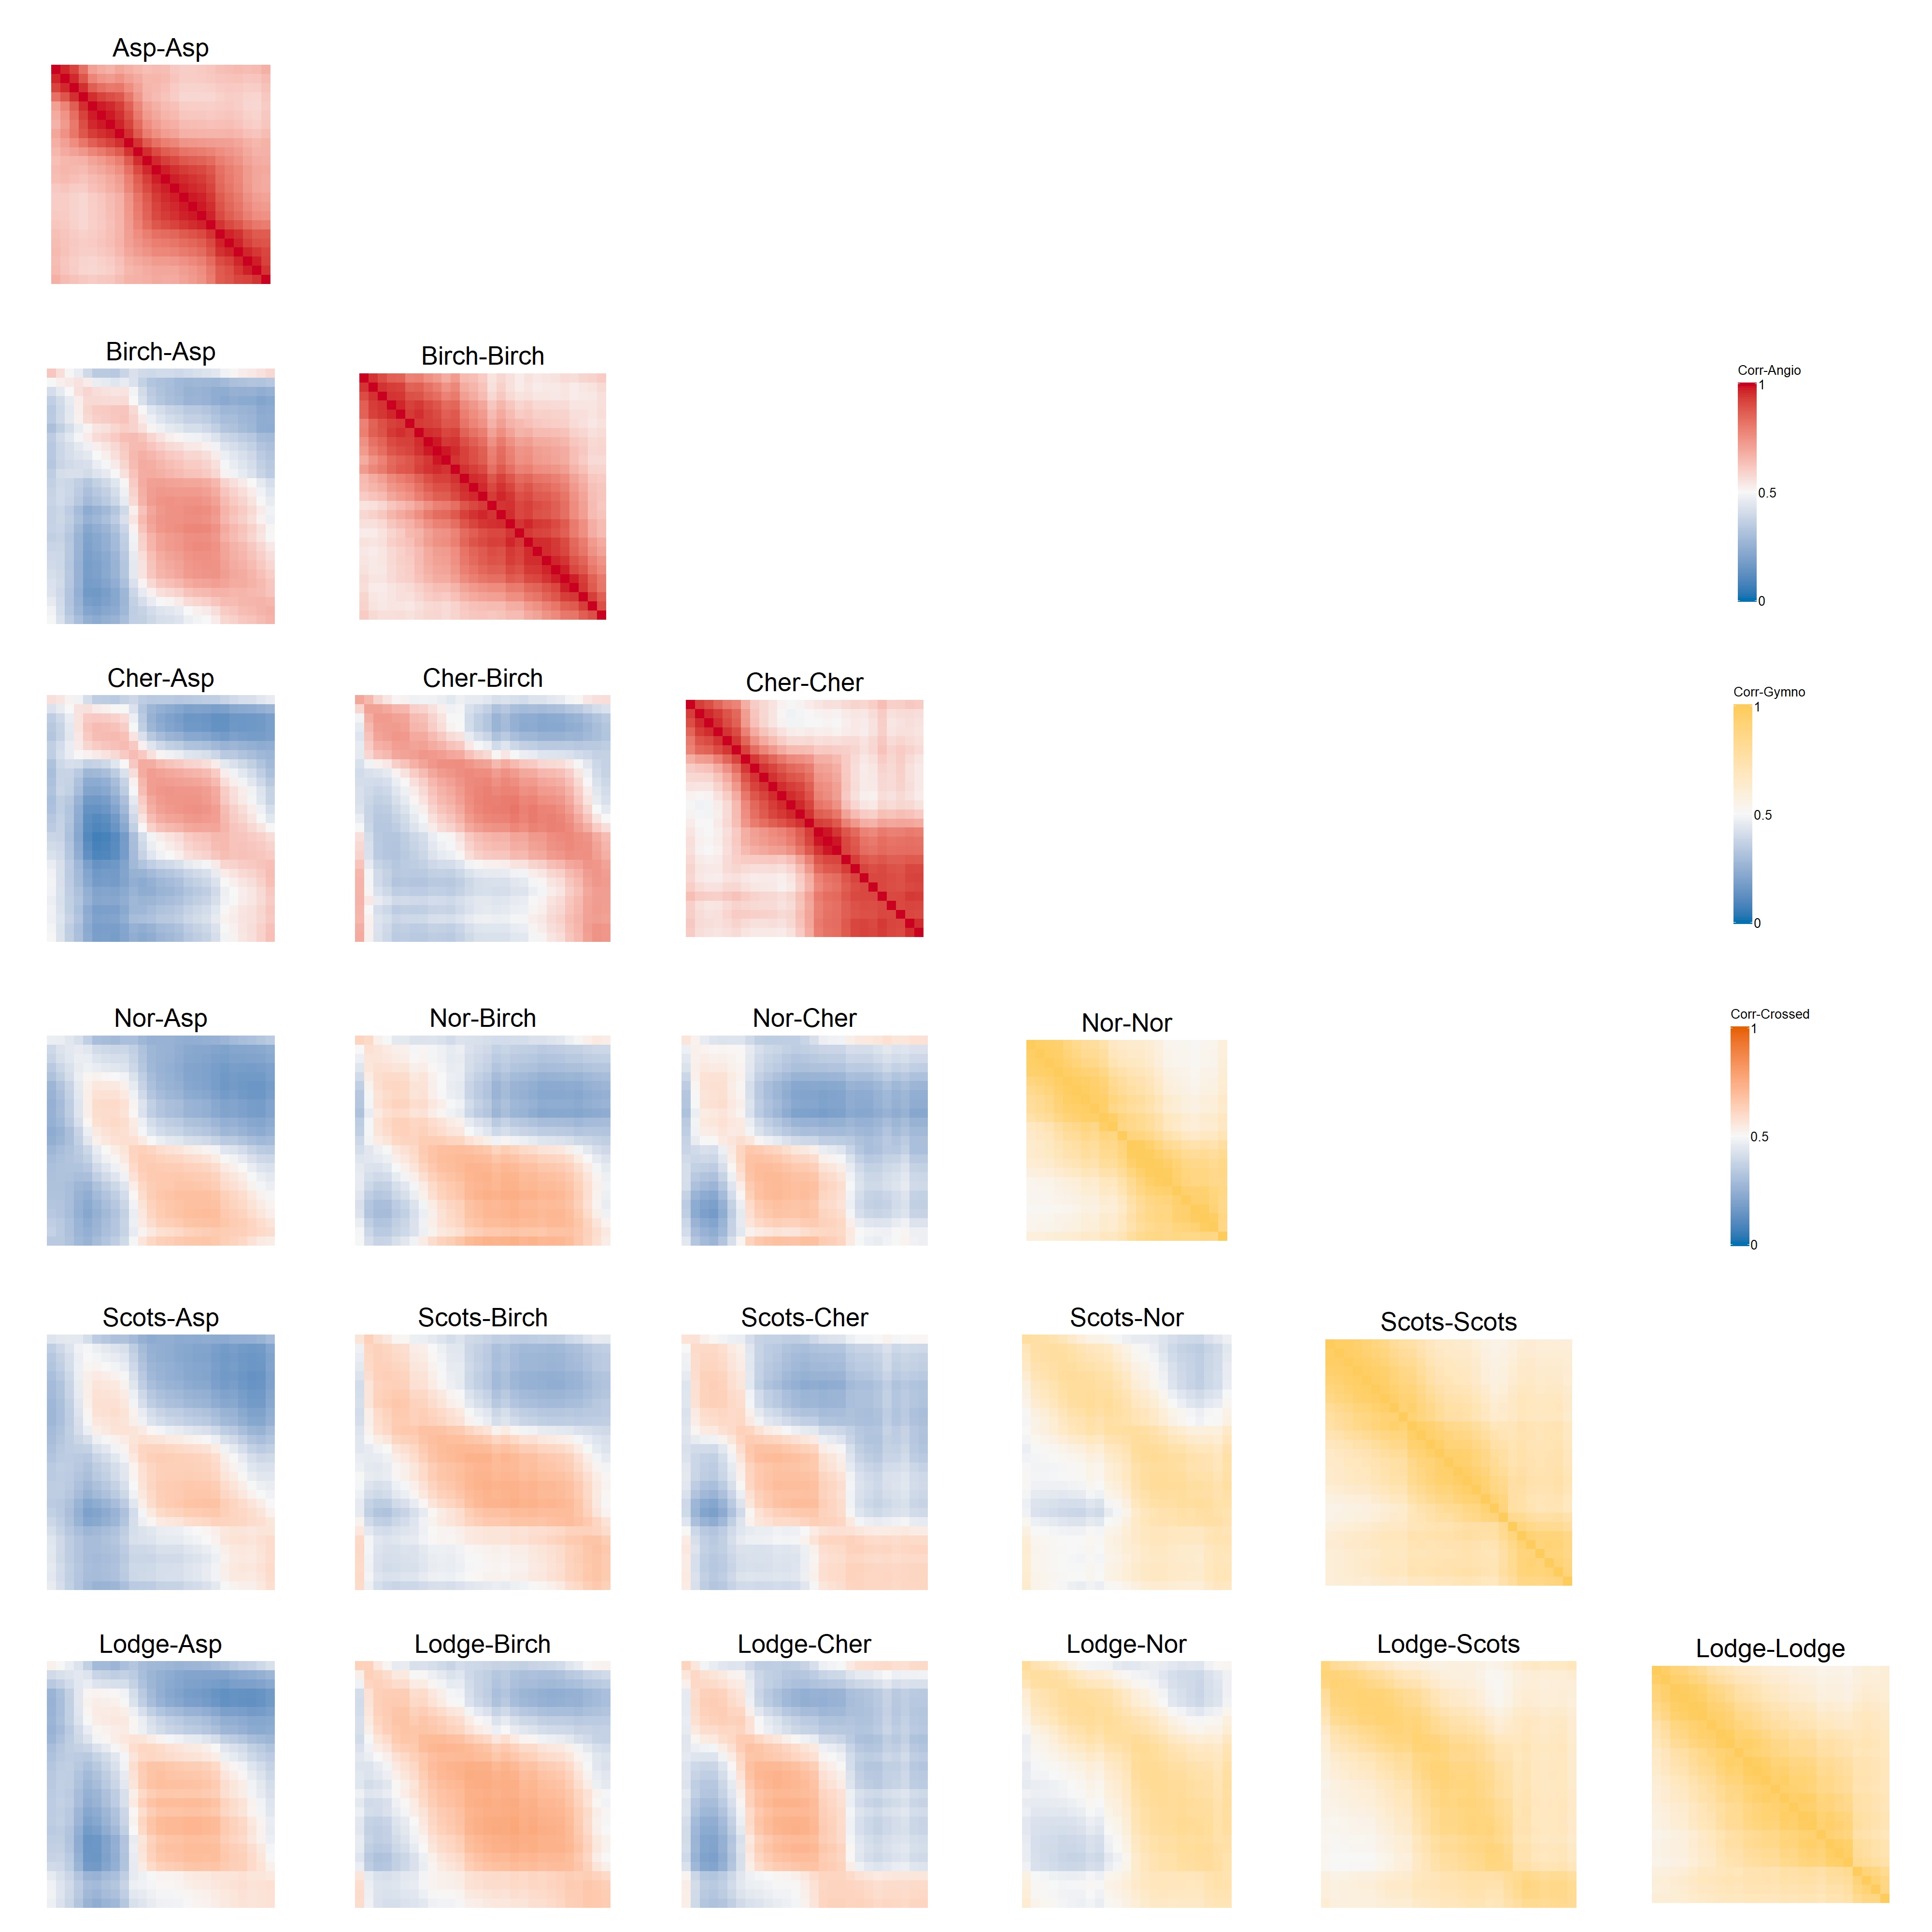 Asp-Asp
Birch-Asp
Birch-Birch
Corr-Angio
1
0.5
0
Cher-Asp
Cher-Birch
Cher-Cher
Corr-Gymno
1
0.5
0
Nor-Asp
Nor-Birch
Nor-Cher
Nor-Nor
Corr-Crossed
1
0.5
0
Scots-Asp
Scots-Birch
Scots-Cher
Scots-Nor
Scots-Scots
Lodge-Asp
Lodge-Birch
Lodge-Cher
Lodge-Nor
Lodge-Scots
Lodge-Lodge